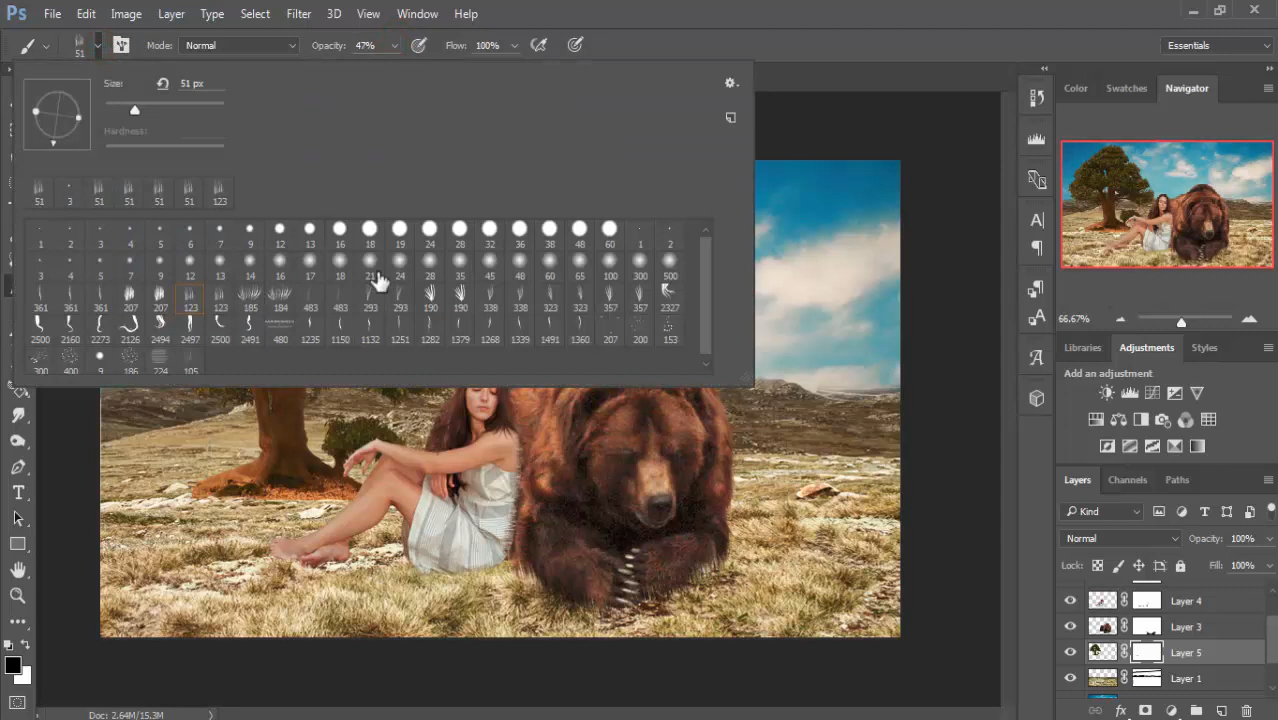 Ps File Edit Image Layer Type Select Filter 3D View Window Help
51 Mode: Normal Opacity: 47% Flow: 100% Essentials
Size: 51 px
Hardness:
51 3 51 51 51 51 123
1 2 3 4 5 6 7 9 12 13 16 18 19 24 28 32 36 38 48 60 1 2
3 4 5 7 9 12 13 14 16 17 18 21 24 28 35 45 48 60 65 100 300 500
361 361 361 207 207 123 123 185 184 483 483 293 293 190 190 338 338 323 323 357 357 2327
2500 2160 2273 2126 2494 2497 2500 2491 480 1235 1150 1132 1251 1282 1379 1268 1339 1491 1360 207 200 153
300 400 9 186 224 105
Color Swatches Navigator
66.67%
Libraries Adjustments Styles
Add an adjustment
Layers Channels Paths
Kind
Normal Opacity: 100%
Lock: Fill: 100%
Layer 4
Layer 3
Layer 5
Layer 1
fx
Doc: 2.64M/15.3M